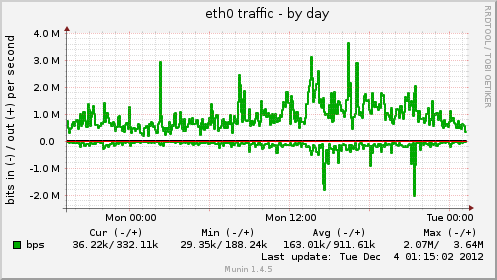 eth0 traffic - by day
RRDTOOL / TOBI OETIKER
bits in (-) / out (+) per second
4.0 M
3.0 M
2.0 M
1.0 M
0.0
-1.0 M
-2.0 M
Mon 00:00 Mon 12:00 Tue 00:00
Cur (-/+) Min (-/+) Avg (-/+) Max (-/+)
bps 36.22k/332.11k 29.35k/188.24k 163.01k/911.61k 2.07M/ 3.64M
Last update: Tue Dec 4 01:15:02 2012
Munin 1.4.5